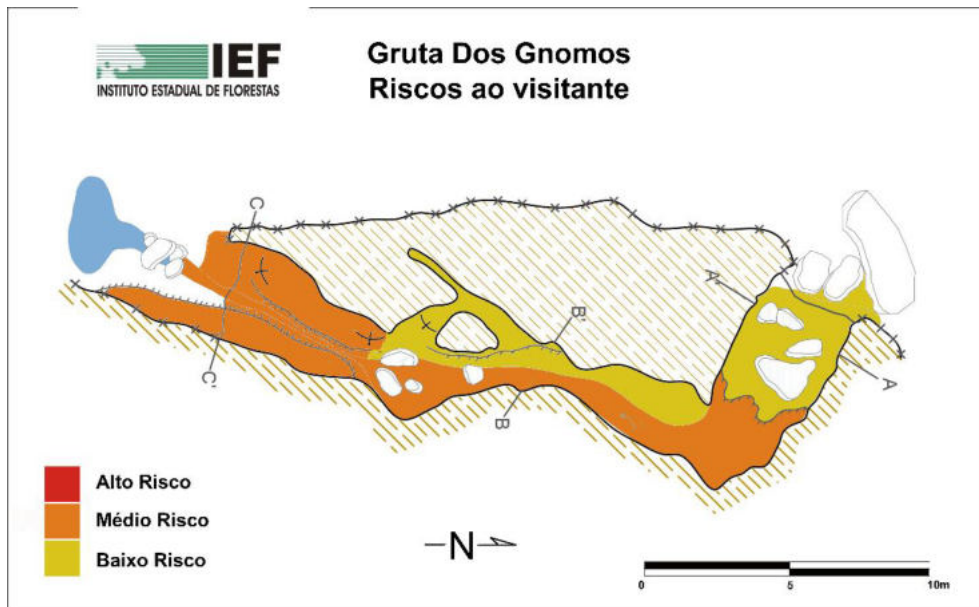 IEF
INSTITUTO ESTADUAL DE FLORESTAS
Gruta Dos Gnomos
Riscos ao visitante
C
A'
B'
A
C'
B
Alto Risco
Médio Risco
Baixo Risco
N
0 5 10m